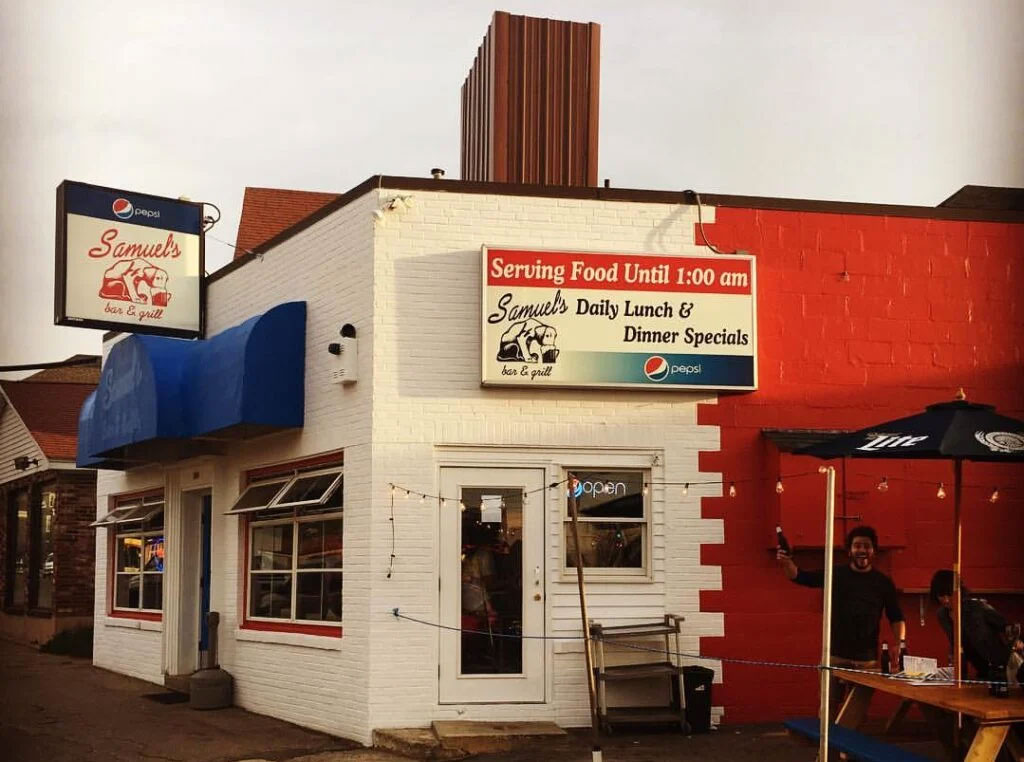 pepsi
Samuel's
bar & grill
Serving Food Until 1:00 am
Samuel's Daily Lunch &
Dinner Specials
bar & grill
pepsi
open
Lite